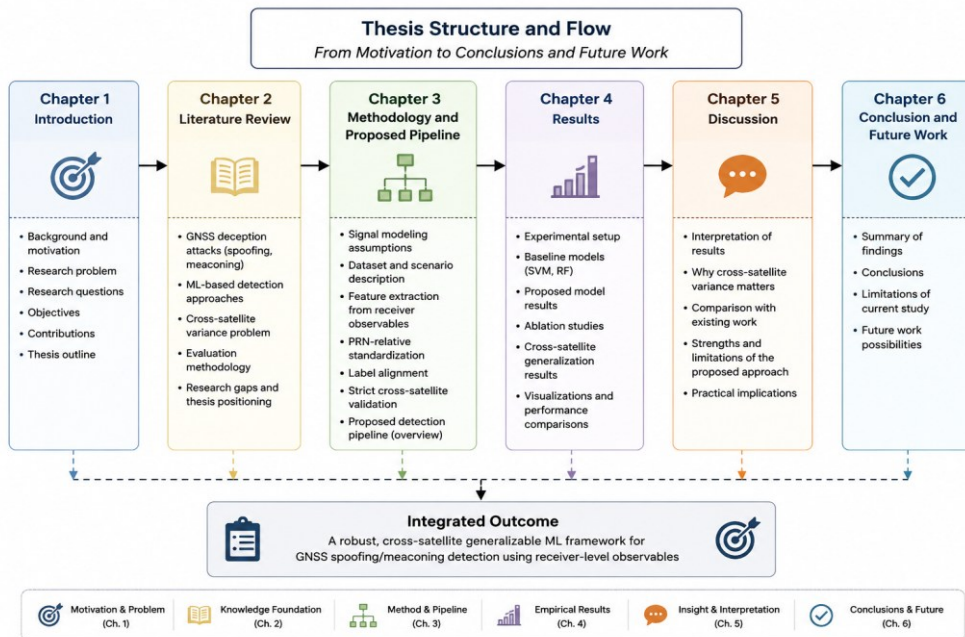 Thesis Structure and Flow
From Motivation to Conclusions and Future Work
Chapter 1
Introduction
• Background and
motivation
• Research problem
• Research questions
• Objectives
• Contributions
• Thesis outline
Chapter 2
Literature Review
• GNSS deception
attacks (spoofing,
meaconing)
• ML-based detection
approaches
• Cross-satellite
variance problem
• Evaluation
methodology
• Research gaps and
thesis positioning
Chapter 3
Methodology and
Proposed Pipeline
• Signal modeling
assumptions
• Dataset and scenario
description
• Feature extraction
from receiver
observables
• PRN-relative
standardization
• Label alignment
• Strict cross-satellite
validation
• Proposed detection
pipeline (overview)
Chapter 4
Results
• Experimental setup
• Baseline models
(SVM, RF)
• Proposed model
results
• Ablation studies
• Cross-satellite
generalization
results
• Visualizations and
performance
comparisons
Chapter 5
Discussion
• Interpretation of
results
• Why cross-satellite
variance matters
• Comparison with
existing work
• Strengths and
limitations of the
proposed approach
• Practical implications
Chapter 6
Conclusion and
Future Work
• Summary of
findings
• Conclusions
• Limitations of
current study
• Future work
possibilities
Integrated Outcome
A robust, cross-satellite generalizable ML framework for
GNSS spoofing/meaconing detection using receiver-level observables
Motivation & Problem
(Ch. 1)
Knowledge Foundation
(Ch. 2)
Method & Pipeline
(Ch. 3)
Empirical Results
(Ch. 4)
Insight & Interpretation
(Ch. 5)
Conclusions & Future
(Ch. 6)